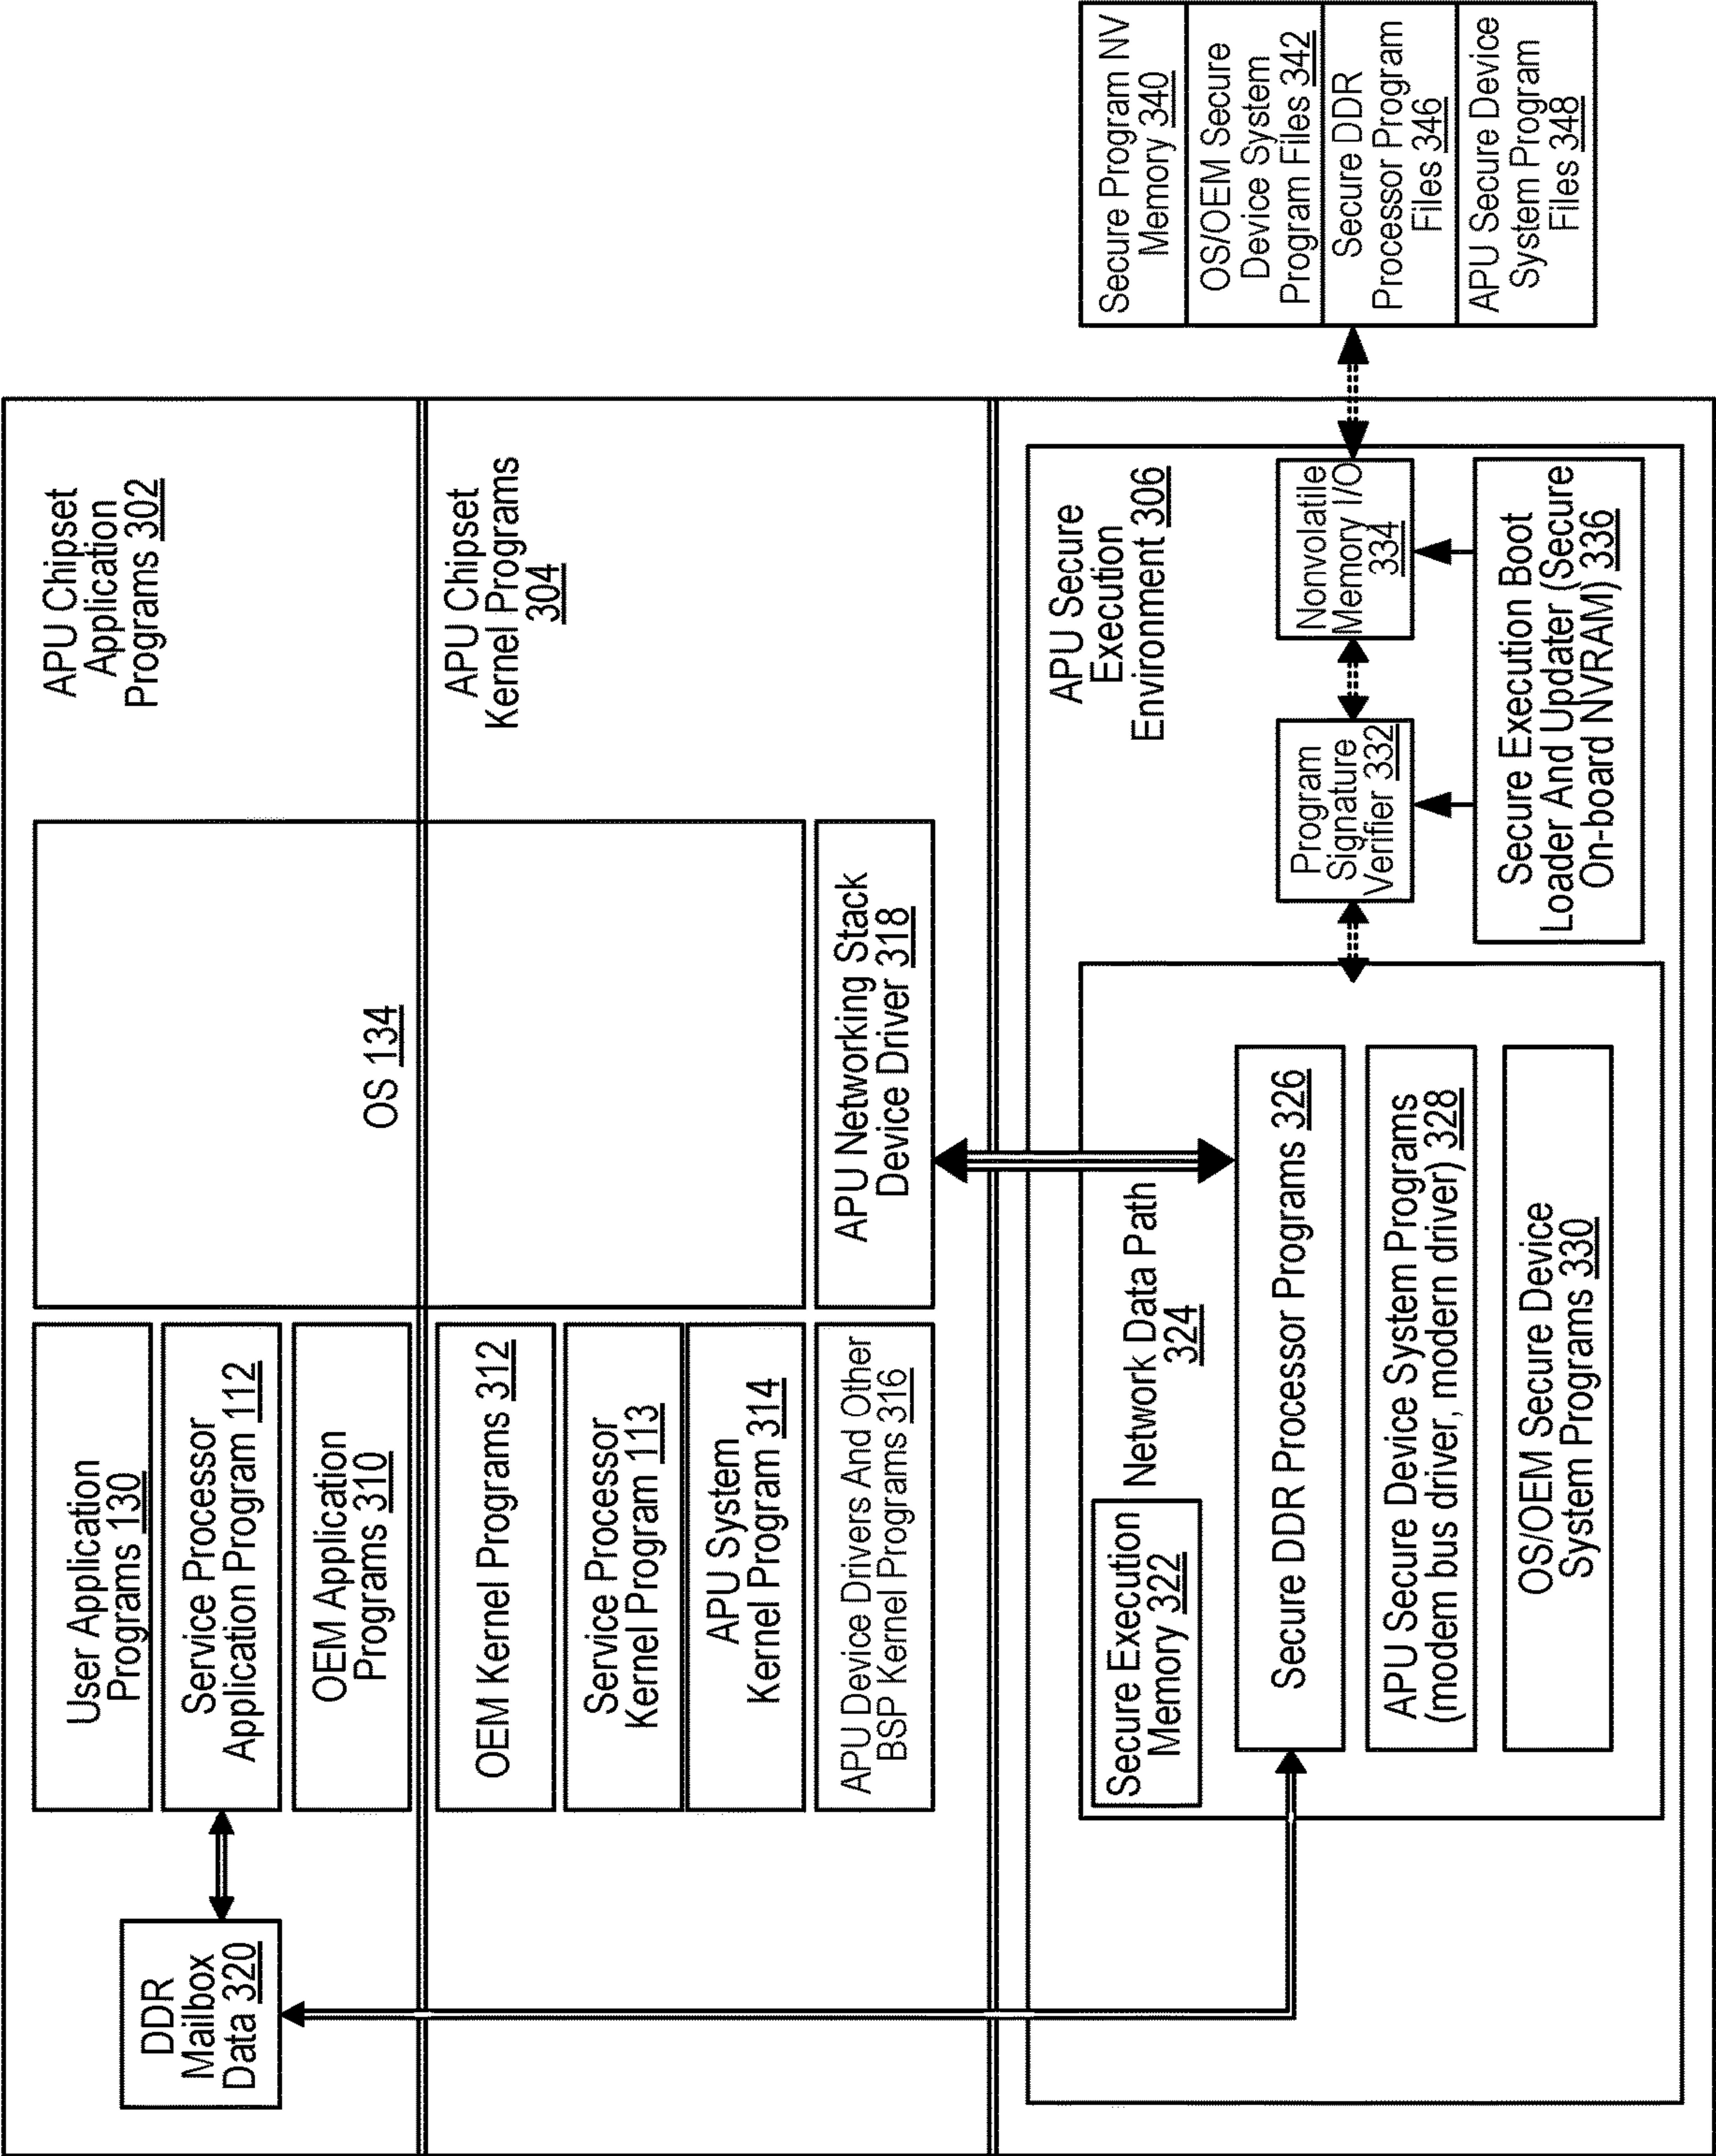 DDR
Mailbox
Data 320
User Application
Programs 130
Service Processor
Application Program 112
OEM Application
Programs 310
OS 134
APU Chipset
Application
Programs 302
OEM Kernel Programs 312
Service Processor
Kernel Program 113
APU System
Kernel Program 314
APU Device Drivers And Other
BSP Kernel Programs 316
APU Networking Stack
Device Driver 318
APU Chipset
Kernel Programs
304
Secure Execution
Memory 322
Network Data Path
324
Secure DDR Processor Programs 326
APU Secure Device System Programs
(modem bus driver, modern driver) 328
OS/OEM Secure Device
System Programs 330
APU Secure
Execution
Environment 306
Program
Signature
Verifier 332
Nonvolatile
Memory I/O
334
Secure Execution Boot
Loader And Updater (Secure
On-board NVRAM) 336
Secure Program NV
Memory 340
OS/OEM Secure
Device System
Program Files 342
Secure DDR
Processor Program
Files 346
APU Secure Device
System Program
Files 348